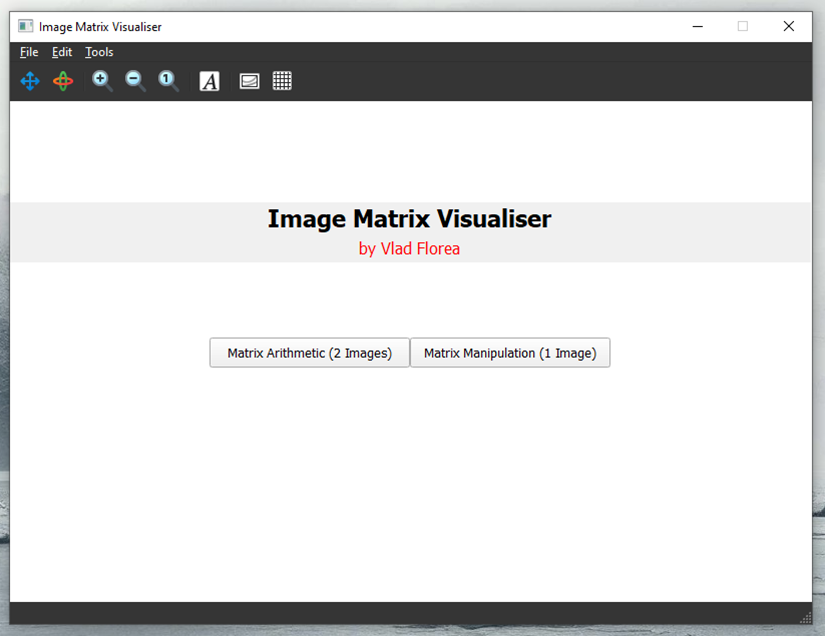 Image Matrix Visualiser
File Edit Tools
1 A
Image Matrix Visualiser
by Vlad Florea
Matrix Arithmetic (2 Images) Matrix Manipulation (1 Image)